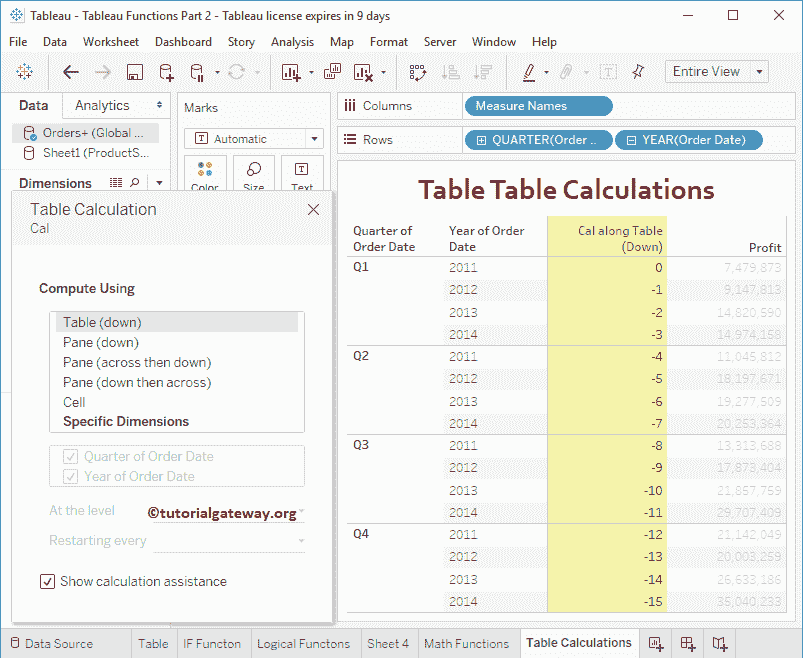 Tableau - Tableau Functions Part 2 - Tableau license expires in 9 days
File Data Worksheet Dashboard Story Analysis Map Format Server Window Help
Entire View
Data Analytics
Orders+ (Global ...
Sheet1 (ProductS...
Dimensions
Marks
Automatic
Color Size Text
Columns Measure Names
Rows QUARTER(Order .. YEAR(Order Date)
Table Calculation
Cal
Compute Using
Table (down)
Pane (down)
Pane (across then down)
Pane (down then across)
Cell
Specific Dimensions
Quarter of Order Date
Year of Order Date
At the level
©tutorialgateway.org
Restarting every
Show calculation assistance
Table Table Calculations
Quarter of Year of Order Cal along Table
Order Date Date (Down) Profit
Q1 2011 0 7,479,873
2012 -1 9,147,813
2013 -2 14,820,590
2014 -3 14,974,158
Q2 2011 -4 11,045,812
2012 -5 18,197,671
2013 -6 19,277,509
2014 -7 20,253,364
Q3 2011 -8 13,313,688
2012 -9 17,873,404
2013 -10 21,857,759
2014 -11 29,707,409
Q4 2011 -12 21,142,049
2012 -13 20,003,259
2013 -14 26,633,186
2014 -15 35,040,233
Data Source Table IF Functon Logical Functons Sheet 4 Math Functions Table Calculations